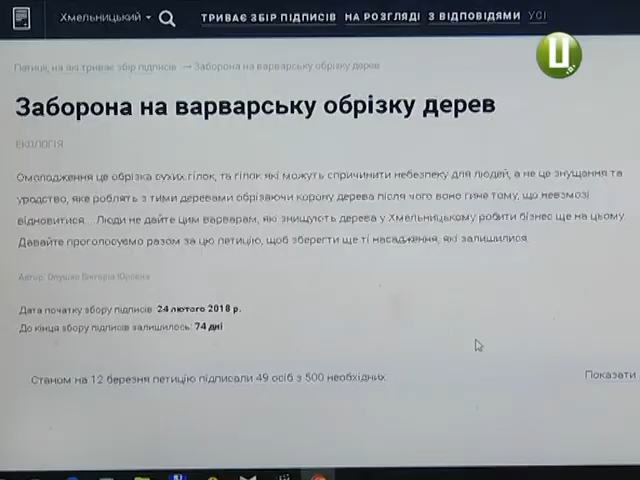 Хмельницький
ТРИВАЄ ЗБІР ПІДПИСІВ НА РОЗГЛЯДІ З ВІДПОВІДЯМИ УСІ
Ц
Петиції, на які триває збір підписів → Заборона на варварську обрізку дерев
Заборона на варварську обрізку дерев
ЕКОЛОГІЯ
Омолодження це обрізка сухих гілок, та гілок які можуть спричинити небезпеку для людей, а не це знущання та
уродство, яке роблять з тими деревами обрізаючи корону дерева після чого воно гине тому, що невзмозі
відновитися... Люди не дайте цим варварам, які знищують дерева у Хмельницькому робити бізнес ще на цьому.
Давайте проголосуємо разом за цю петицію, щоб зберегти ще ті насадження, які залишилися.
Автор: Вікторія Юріївна
Дата початку збору підписів: 24 лютого 2018 р.
До кінця збору підписів залишилось: 74 дні
Станом на 12 березня петицію підписали 49 осіб з 500 необхідних.
Показати